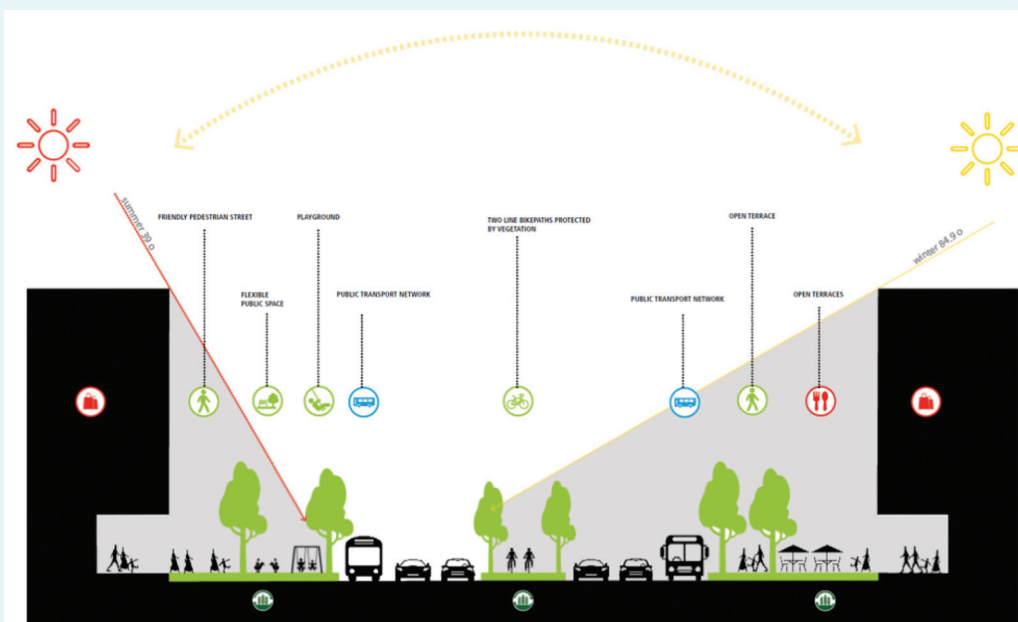 summer 39 o
FRIENDLY PEDESTRIAN STREET
PLAYGROUND
TWO LINE BIKEPATHS PROTECTED
BY VEGETATION
OPEN TERRACE
winter 84,9 o
FLEXIBLE
PUBLIC SPACE
PUBLIC TRANSPORT NETWORK
PUBLIC TRANSPORT NETWORK
OPEN TERRACES